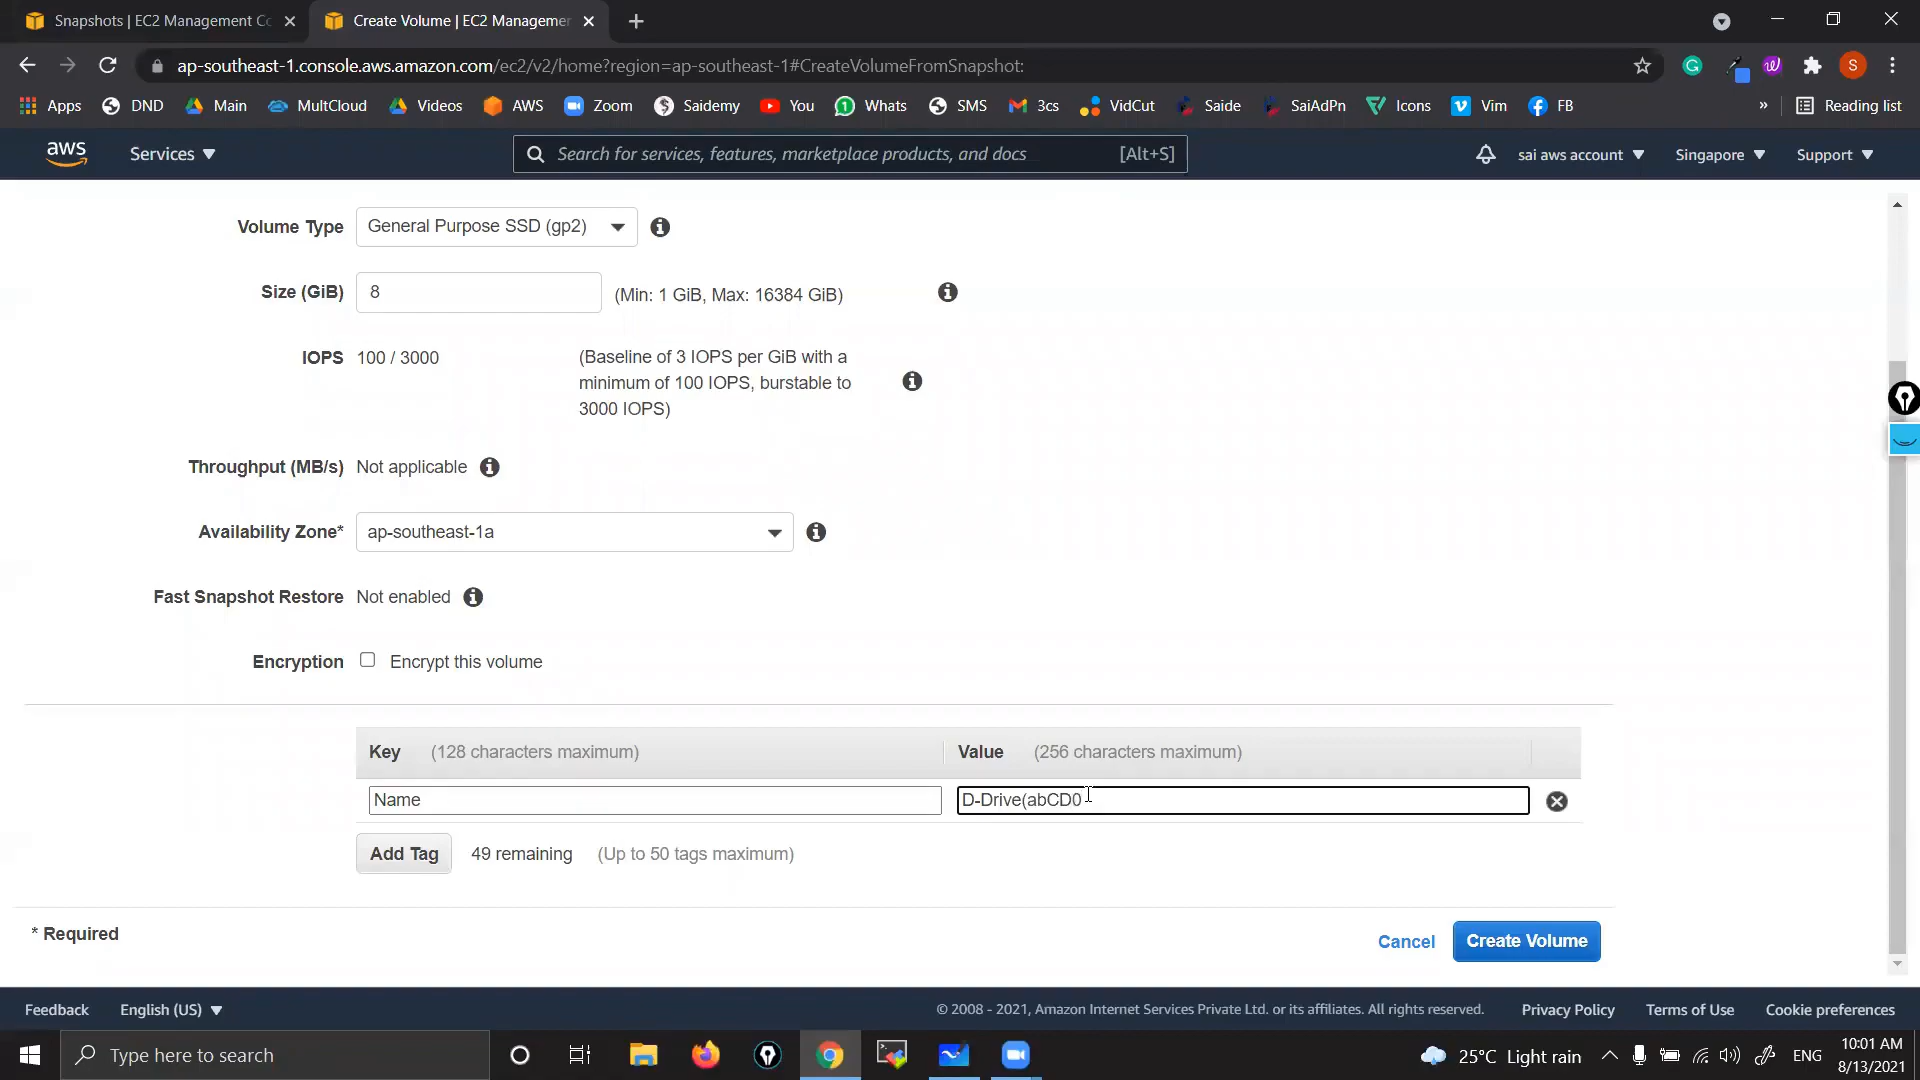 Snapshots | EC2 Management Co
Create Volume | EC2 Managemen
ap-southeast-1.console.aws.amazon.com/ec2/v2/home?region=ap-southeast-1#CreateVolumeFromSnapshot:
S
Apps DND Main MultCloud Videos AWS Zoom Saidemy You Whats SMS 3cs VidCut Saide SaiAdPn Icons Vim FB » Reading list
aws Services Search for services, features, marketplace products, and docs [Alt+S] sai aws account Singapore Support
Volume Type General Purpose SSD (gp2)
Size (GiB) 8 (Min: 1 GiB, Max: 16384 GiB)
IOPS 100 / 3000 (Baseline of 3 IOPS per GiB with a
minimum of 100 IOPS, burstable to
3000 IOPS)
Throughput (MB/s) Not applicable
Availability Zone* ap-southeast-1a
Fast Snapshot Restore Not enabled
Encryption Encrypt this volume
Key (128 characters maximum) Value (256 characters maximum)
Name D-Drive(abCD0
Add Tag 49 remaining (Up to 50 tags maximum)
* Required Cancel Create Volume
Feedback English (US) © 2008 - 2021, Amazon Internet Services Private Ltd. or its affiliates. All rights reserved. Privacy Policy Terms of Use Cookie preferences
Type here to search 25°C Light rain ENG 10:01 AM
8/13/2021